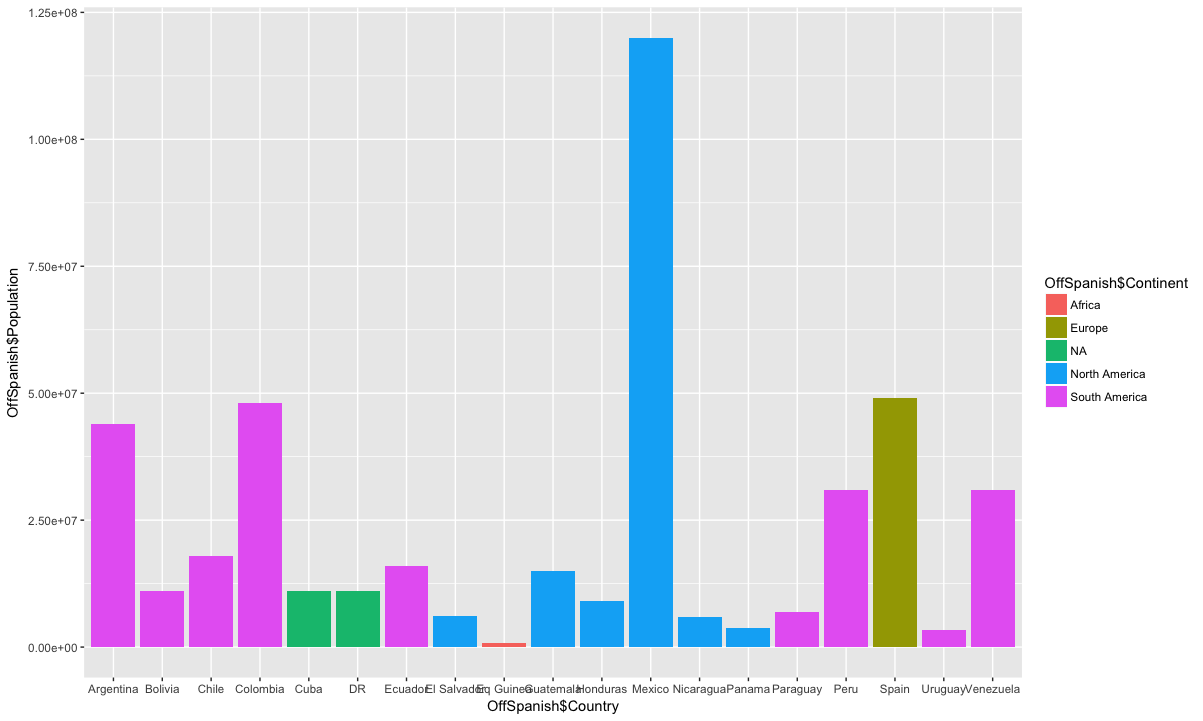 1.25e+08
1.00e+08
7.50e+07
5.00e+07
2.50e+07
0.00e+00
OffSpanish$Population
Argentina Bolivia Chile Colombia Cuba DR Ecuador El Salvador Eq Guinea Guatemala Honduras Mexico Nicaragua Panama Paraguay Peru Spain Uruguay Venezuela
OffSpanish$Country
OffSpanish$Continent
Africa
Europe
NA
North America
South America